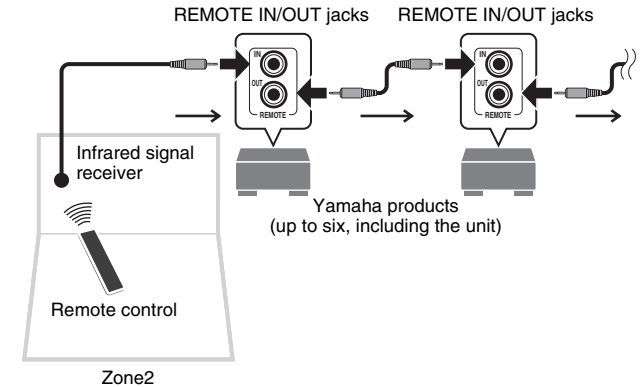 REMOTE IN/OUT jacks
REMOTE IN/OUT jacks
IN
OUT
REMOTE
IN
OUT
REMOTE
Infrared signal
receiver
Yamaha products
(up to six, including the unit)
Remote control
Zone2